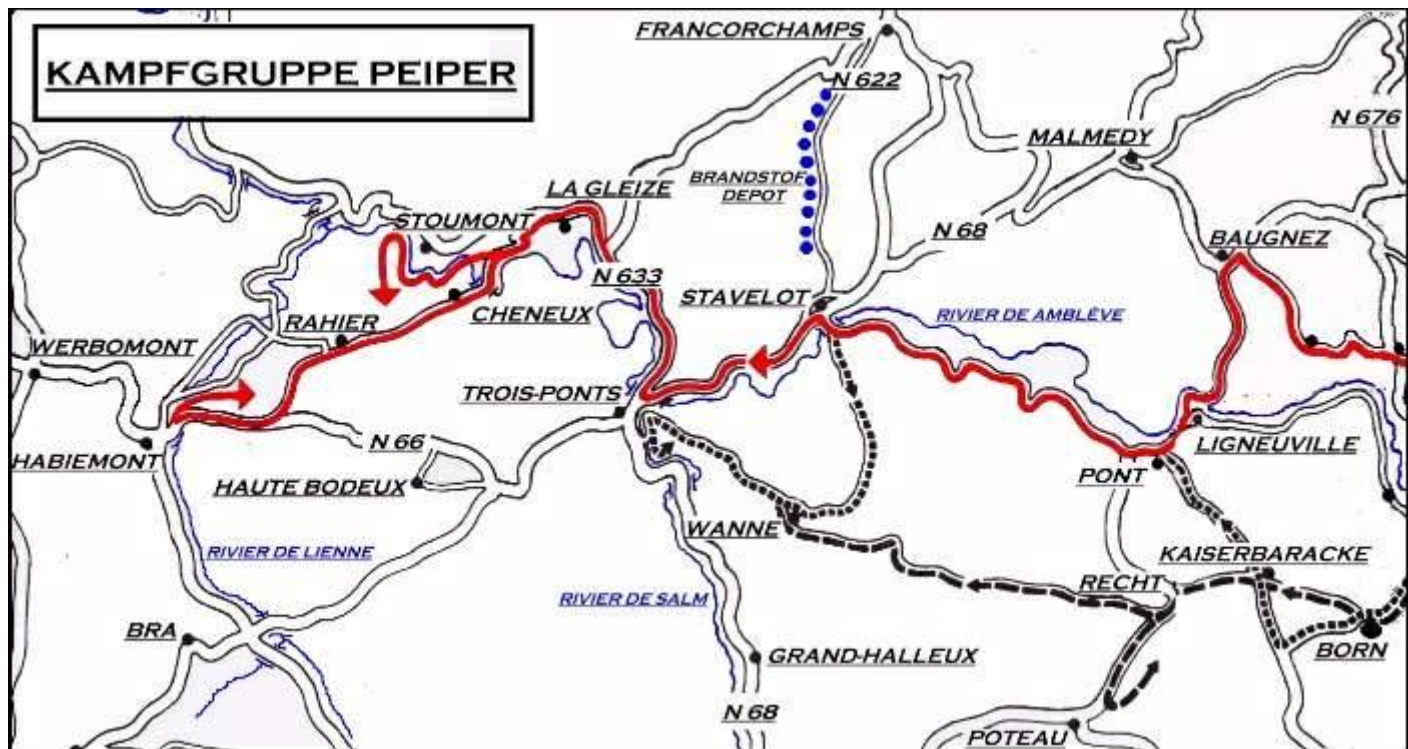 KAMPFGRUPPE PEIPER
FRANCORCHAMPS
N 622
MALMEDY
N 676
BRANDSTOF
DEPOT
LA GLEIZE
STOUMONT
N 68
BAUGNEZ
N 633
CHENEUX
STAVELOT
RIVIER DE AMBLÈVE
RAHIER
WERBOMONT
TROIS-PONTS
N 66
HABIEMONT
HAUTE BODEUX
LIGNEUVILLE
PONT
WANNE
RIVIER DE LIENNE
KAISERBARACKE
RECHT
RIVIER DE SALM
BRA
GRAND-HALLEUX
BORN
N 68
POTEAU